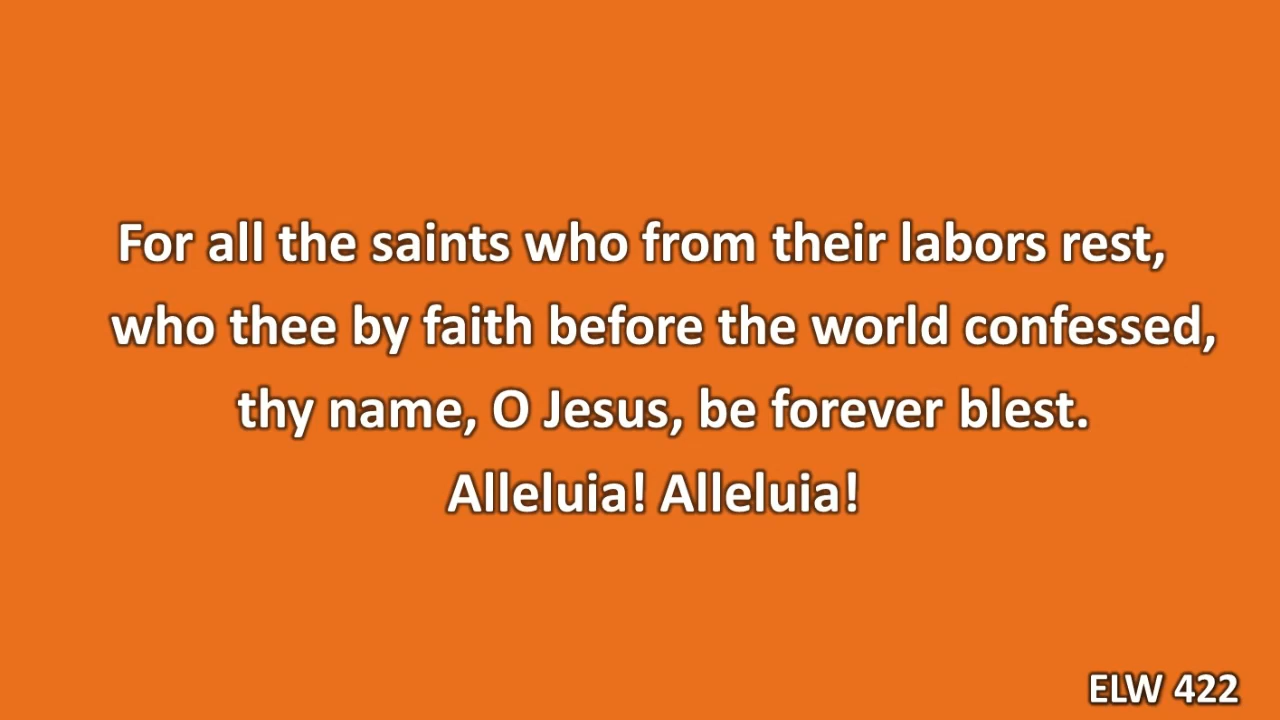 For all the saints who from their labors rest,
who thee by faith before the world confessed,
thy name, O Jesus, be forever blest.
Alleluia! Alleluia!
ELW 422